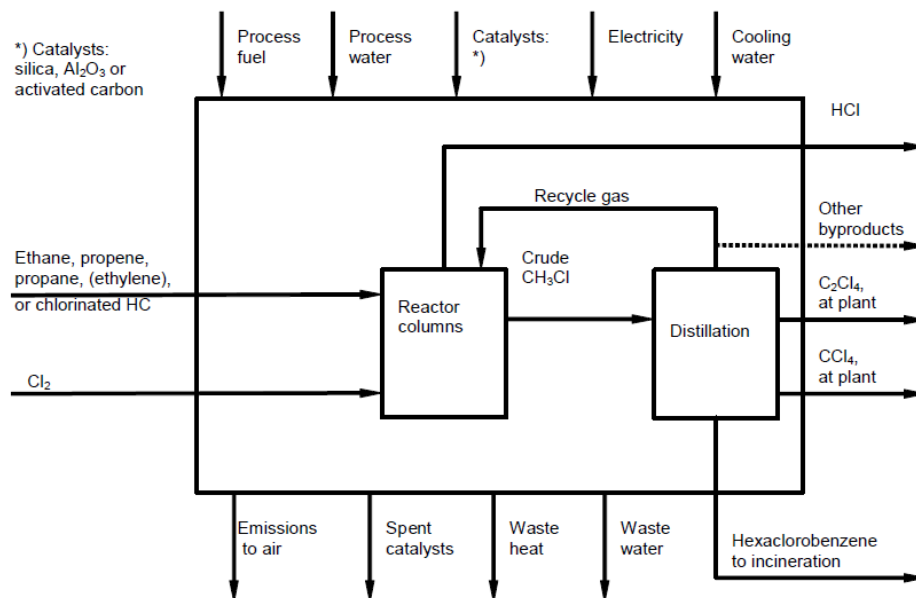 *) Catalysts:
silica, Al₂O₃ or
activated carbon
Process
fuel
Process
water
Catalysts:
*)
Electricity
Cooling
water
HCl
Recycle gas
Other
byproducts
Ethane, propene,
propane, (ethylene),
or chlorinated HC
Reactor
columns
Crude
CH₃Cl
Distillation
C₂Cl₄,
at plant
CCl₄,
at plant
Cl₂
Emissions
to air
Spent
catalysts
Waste
heat
Waste
water
Hexaclorobenzene
to incineration